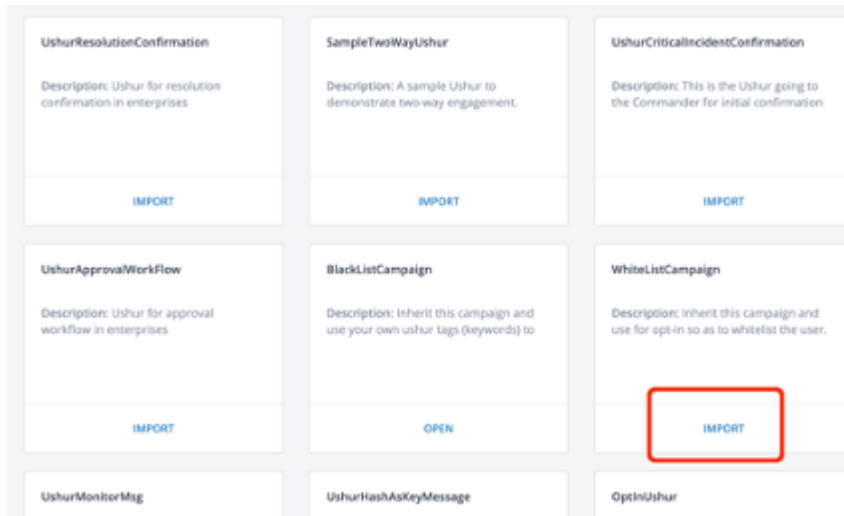 UshurResolutionConfirmation
Description: Ushur for resolution
confirmation in enterprises
IMPORT
SampleTwoWayUshur
Description: A sample Ushur to
demonstrate two-way engagement.
IMPORT
UshurCriticalIncidentConfirmation
Description: This is the Ushur going to
the Commander for initial confirmation
IMPORT
UshurApprovalWorkFlow
Description: Ushur for approval
workflow in enterprises
IMPORT
BlackListCampaign
Description: Inherit this campaign and
use your own ushur tags (keywords) to
OPEN
WhiteListCampaign
Description: Inherit this campaign and
use for opt-in so as to whitelist the user.
IMPORT
UshurMonitorMsg
UshurHashAsKeyMessage
OptInUshur